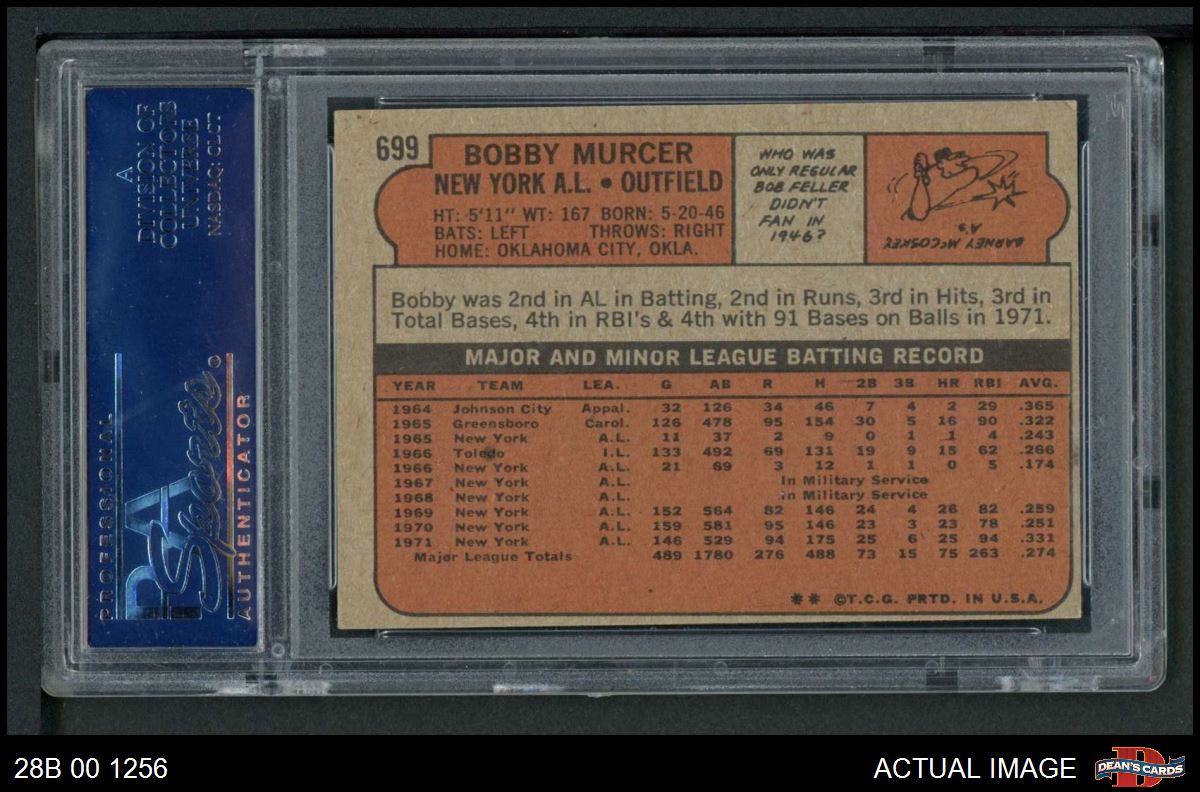 A
DIVISION OF
COLLECTORS
UNIVERSE
NASDAQ: CLCT
PROFESSIONAL
PSA
Sports
AUTHENTICATOR
699
BOBBY MURCER
NEW YORK A.L. • OUTFIELD
HT: 5'11" WT: 167 BORN: 5-20-46
BATS: LEFT THROWS: RIGHT
HOME: OKLAHOMA CITY, OKLA.
WHO WAS
ONLY REGULAR
BOB FELLER
DIDN'T
FAN IN
1946?
BARNEY McCOSKEY
A's
Bobby was 2nd in AL in Batting, 2nd in Runs, 3rd in Hits, 3rd in
Total Bases, 4th in RBI's & 4th with 91 Bases on Balls in 1971.
MAJOR AND MINOR LEAGUE BATTING RECORD
YEAR TEAM LEA. G AB R H 2B 3B HR RBI AVG.
1964 Johnson City Appal. 32 126 34 46 7 4 2 29 .365
1965 Greensboro Carol. 126 478 95 154 30 5 16 90 .322
1965 New York A.L. 11 37 2 9 0 1 1 4 .243
1966 Toledo I.L. 133 492 69 131 19 9 15 62 .266
1966 New York A.L. 21 69 3 12 1 1 0 5 .174
1967 New York A.L. In Military Service
1968 New York A.L. In Military Service
1969 New York A.L. 152 564 82 146 24 4 26 82 .259
1970 New York A.L. 159 581 95 146 23 3 23 78 .251
1971 New York A.L. 146 529 94 175 25 6 25 94 .331
Major League Totals 489 1780 276 488 73 15 75 263 .274
** ©T.C.G. PRTD. IN U.S.A.
28B 00 1256
ACTUAL IMAGE
DEAN'S CARDS